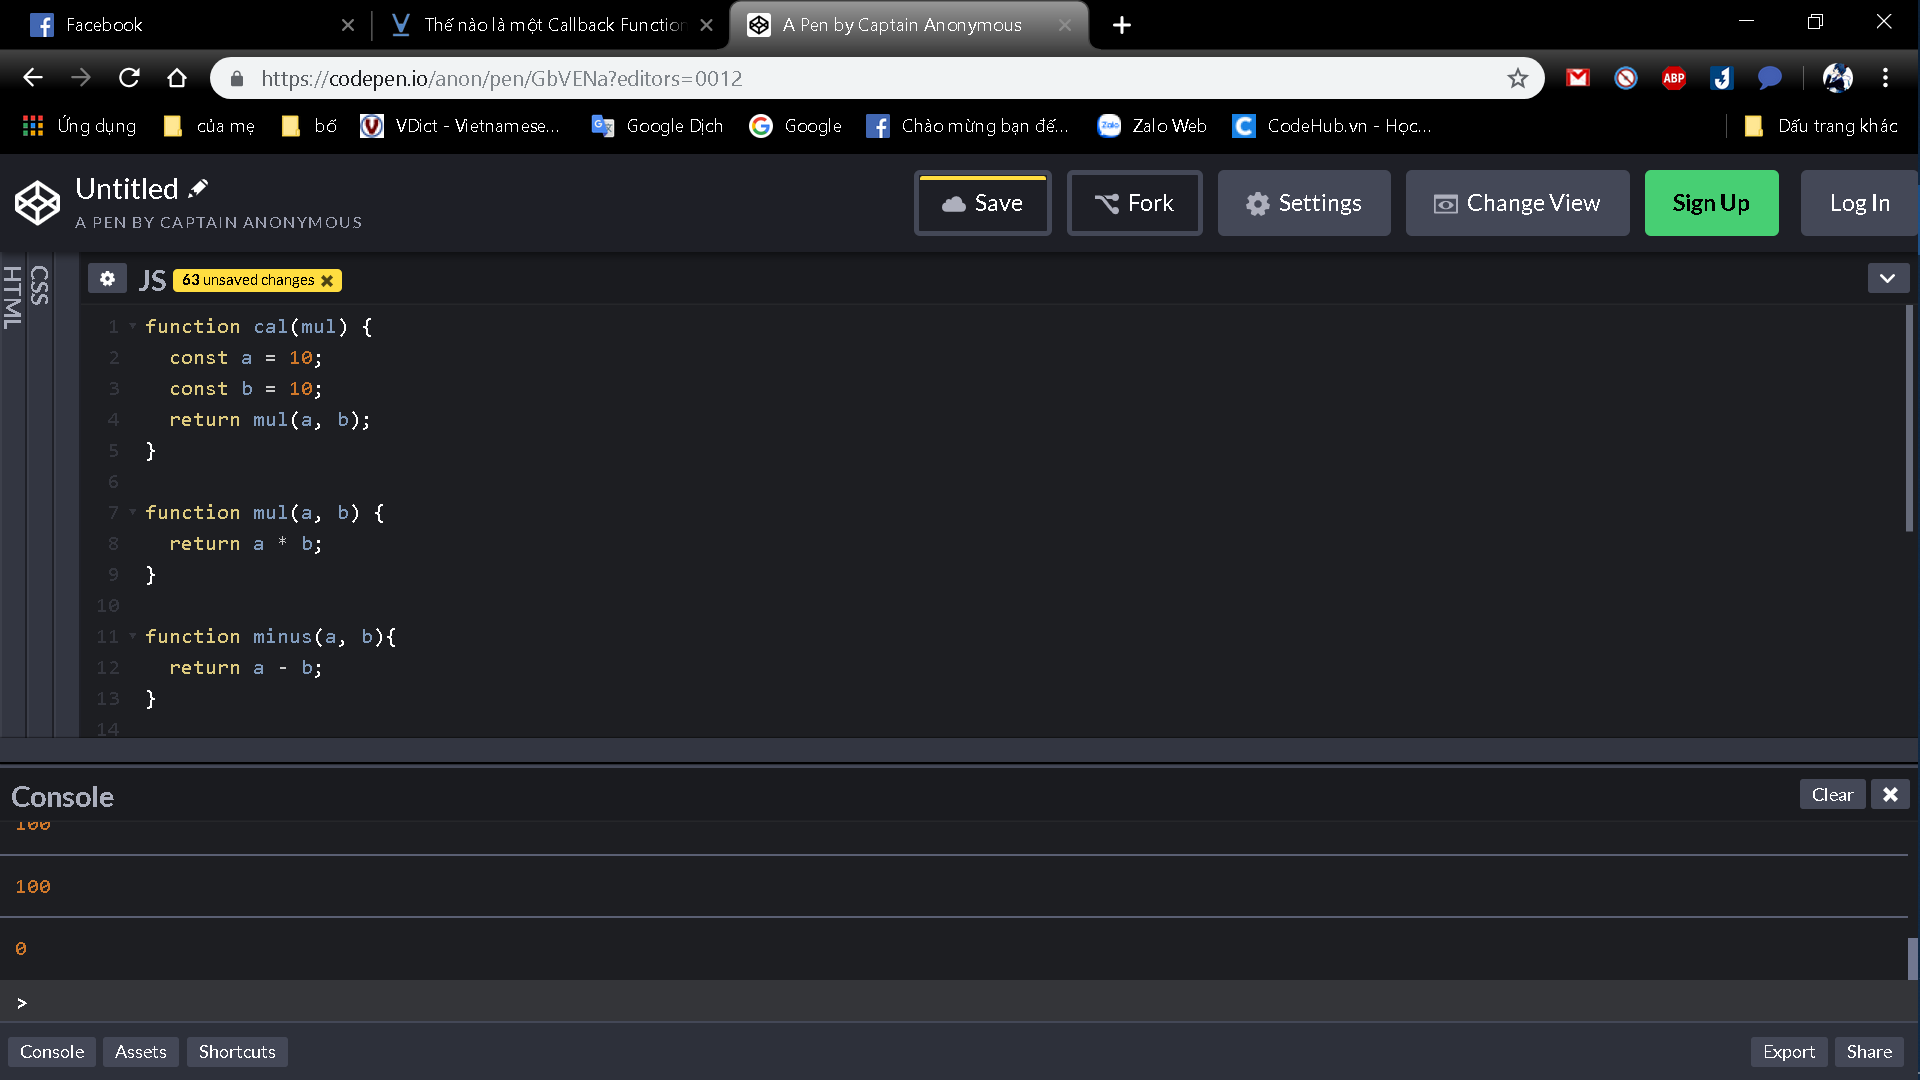 Facebook
Thế nào là một Callback Function
A Pen by Captain Anonymous
https://codepen.io/anon/pen/GbVENa?editors=0012
ABP
Ứng dụng
của mẹ
bố
VDict - Vietnamese...
Google Dịch
Google
Chào mừng bạn đế...
Zalo Web
CodeHub.vn - Học...
Dấu trang khác
Untitled
A PEN BY CAPTAIN ANONYMOUS
Save
Fork
Settings
Change View
Sign Up
Log In
HTML
CSS
JS 63 unsaved changes
1 function cal(mul) {
2 const a = 10;
3 const b = 10;
4 return mul(a, b);
5 }
6
7 function mul(a, b) {
8 return a * b;
9 }
10
11 function minus(a, b){
12 return a - b;
13 }
14
Console
Clear
100
100
0
>
Console
Assets
Shortcuts
Export
Share